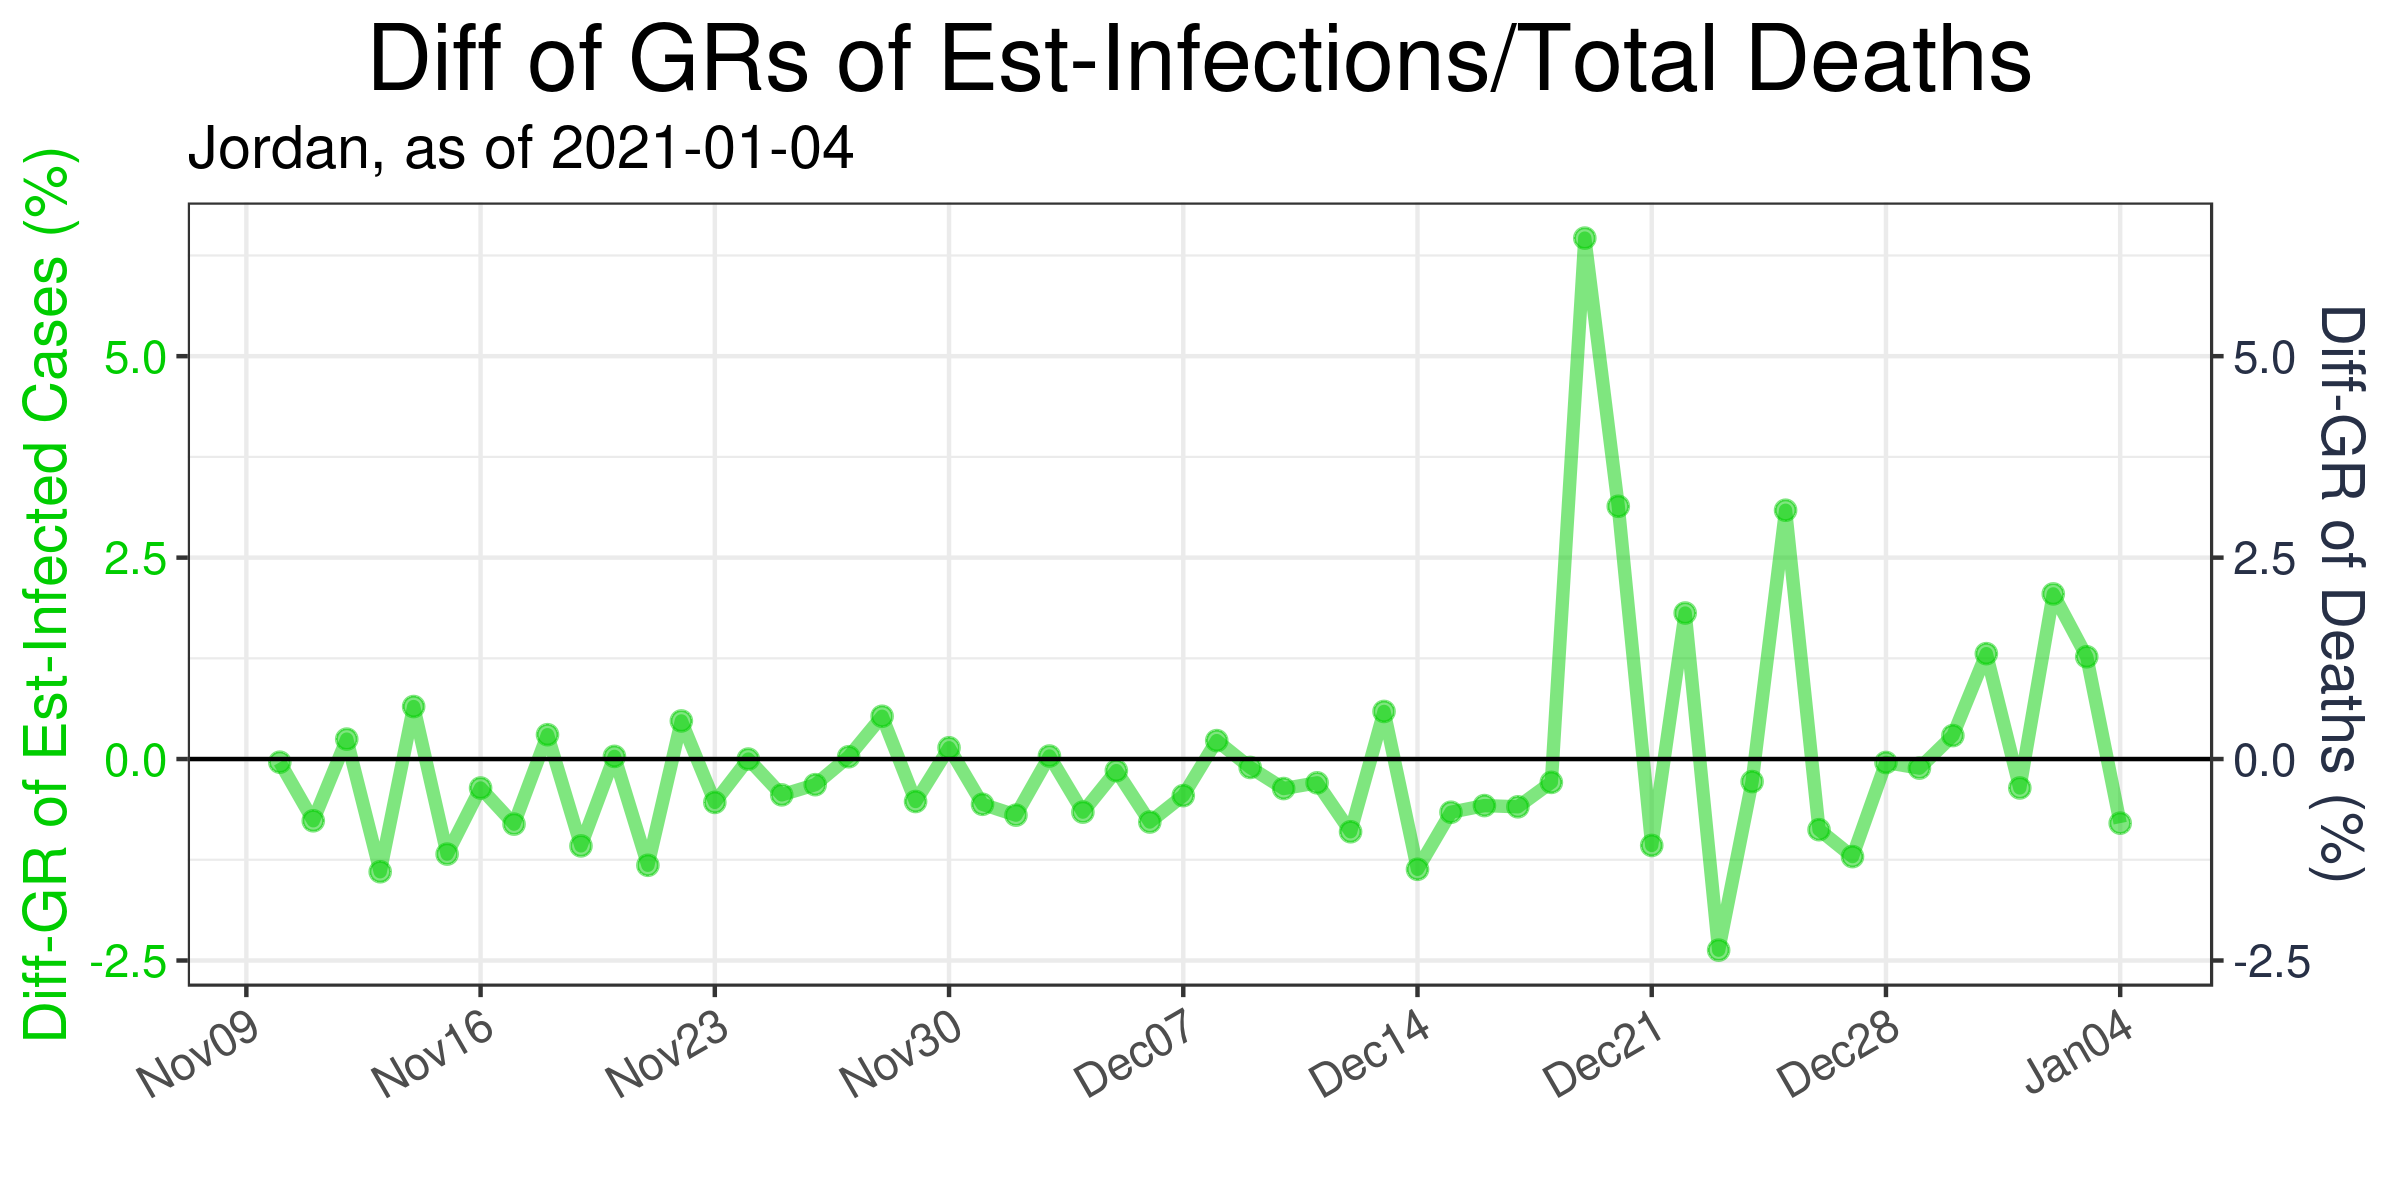 Diff of GRs of Est-Infections/Total Deaths
Jordan, as of 2021-01-04
Diff-GR of Est-Infected Cases (%)
5.0
2.5
0.0
-2.5
5.0
2.5
0.0
-2.5
Diff-GR of Deaths (%)
Nov09
Nov16
Nov23
Nov30
Dec07
Dec14
Dec21
Dec28
Jan04